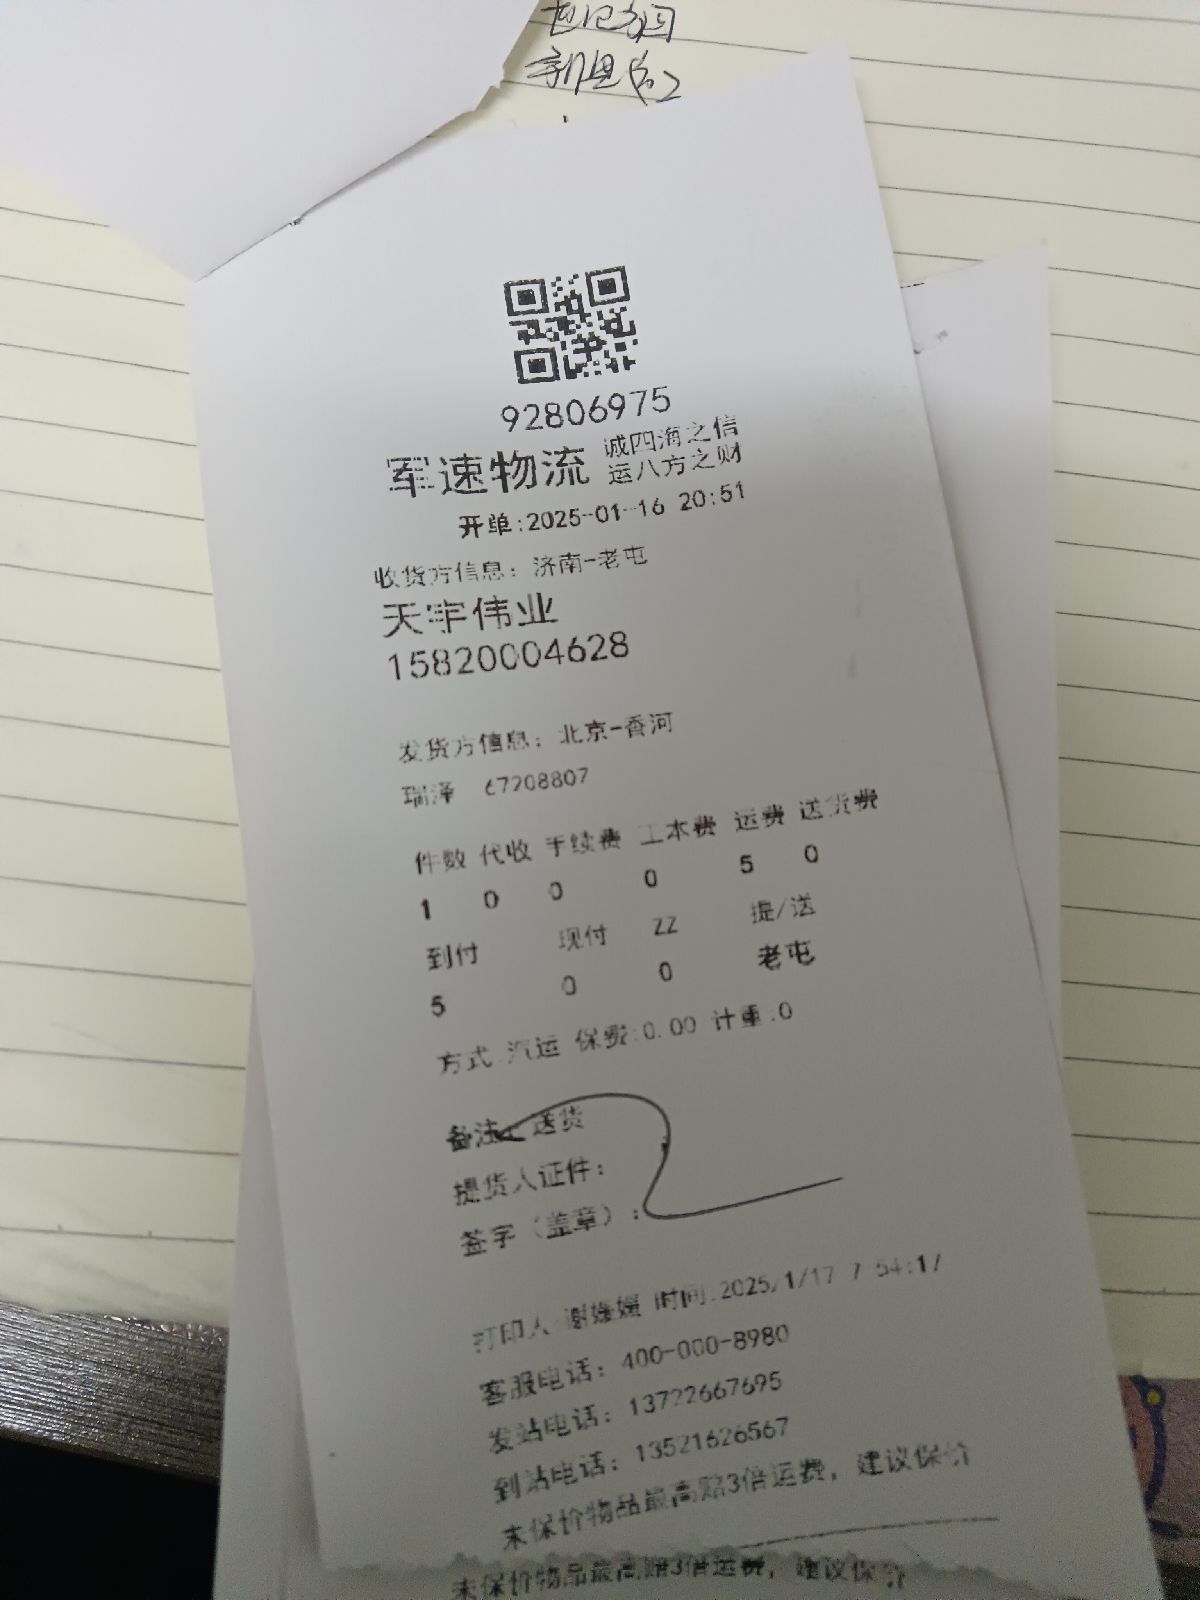 92806975
军速物流 诚四海之信
运八方之财
开单:2025-01-16 20:51
收货方信息：济南-老屯
天宇伟业
15820004628
发货方信息：北京-香河
瑞泽 67208807
件数 代收 手续费 工本费 运费 送货费
1 0 0 0 5 0
到付 现付 ZZ 提/送
5 0 0 老屯
方式:汽运 保费:0.00 计重:0
备注: 送货
提货人证件：
签字（盖章）：
打印人:谢媛媛 时间:2025/1/17 7:54:17
客服电话：400-000-8980
发站电话：13722667695
到站电话：13521626567
未保价物品最高赔3倍运费，建议保价
未保价物品最高赔3倍运费，建议保价